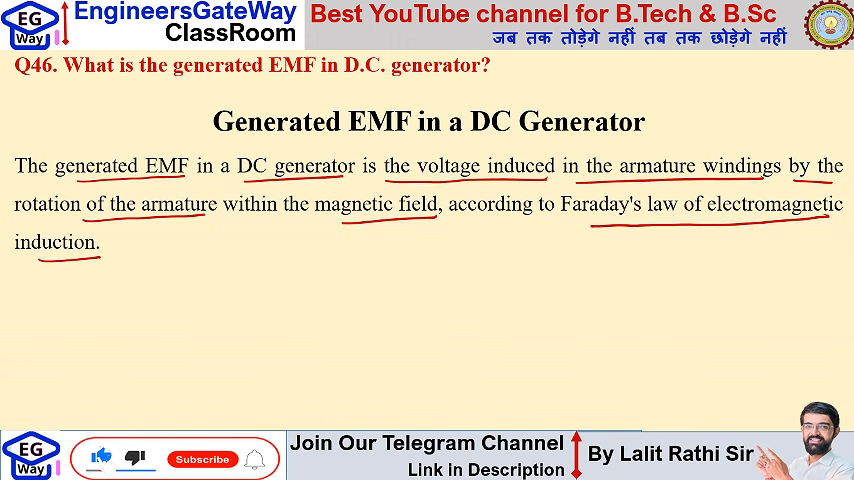 EG
Way
EngineersGateWay
ClassRoom
Best YouTube channel for B.Tech & B.Sc
जब तक तोड़ेगे नहीं तब तक छोड़ेगे नहीं
Q46. What is the generated EMF in D.C. generator?
Generated EMF in a DC Generator
The generated EMF in a DC generator is the voltage induced in the armature windings by the
rotation of the armature within the magnetic field, according to Faraday's law of electromagnetic
induction.
EG
Way
Subscribe
Join Our Telegram Channel
Link in Description
By Lalit Rathi Sir